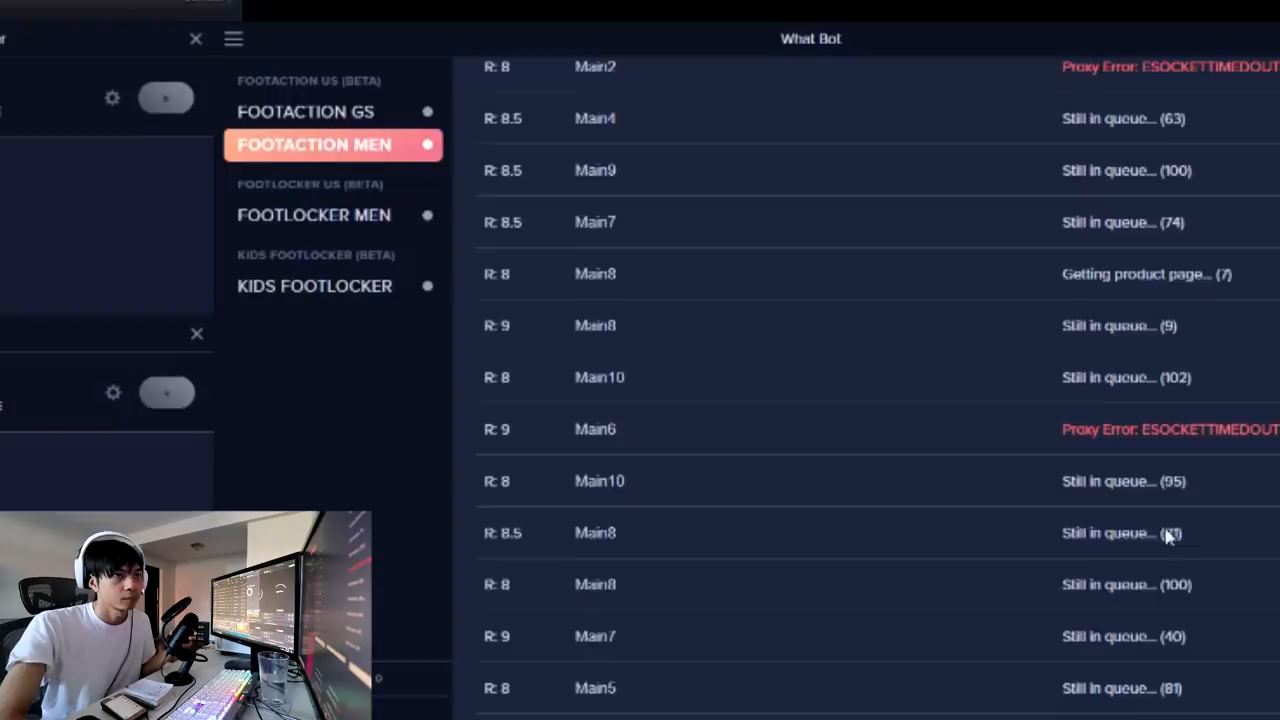 What Bot
FOOTACTION US (BETA)
FOOTACTION GS
FOOTACTION MEN
FOOTLOCKER US (BETA)
FOOTLOCKER MEN
KIDS FOOTLOCKER (BETA)
KIDS FOOTLOCKER
R: 8 Main2 Proxy Error: ESOCKETTIMEDOUT
R: 8.5 Main4 Still in queue... (63)
R: 8.5 Main9 Still in queue... (100)
R: 8.5 Main7 Still in queue... (74)
R: 8 Main8 Getting product page... (7)
R: 9 Main8 Still in queue... (9)
R: 8 Main10 Still in queue... (102)
R: 9 Main6 Proxy Error: ESOCKETTIMEDOUT
R: 8 Main10 Still in queue... (95)
R: 8.5 Main8 Still in queue...
R: 8 Main8 Still in queue... (100)
R: 9 Main7 Still in queue... (40)
R: 8 Main5 Still in queue... (81)